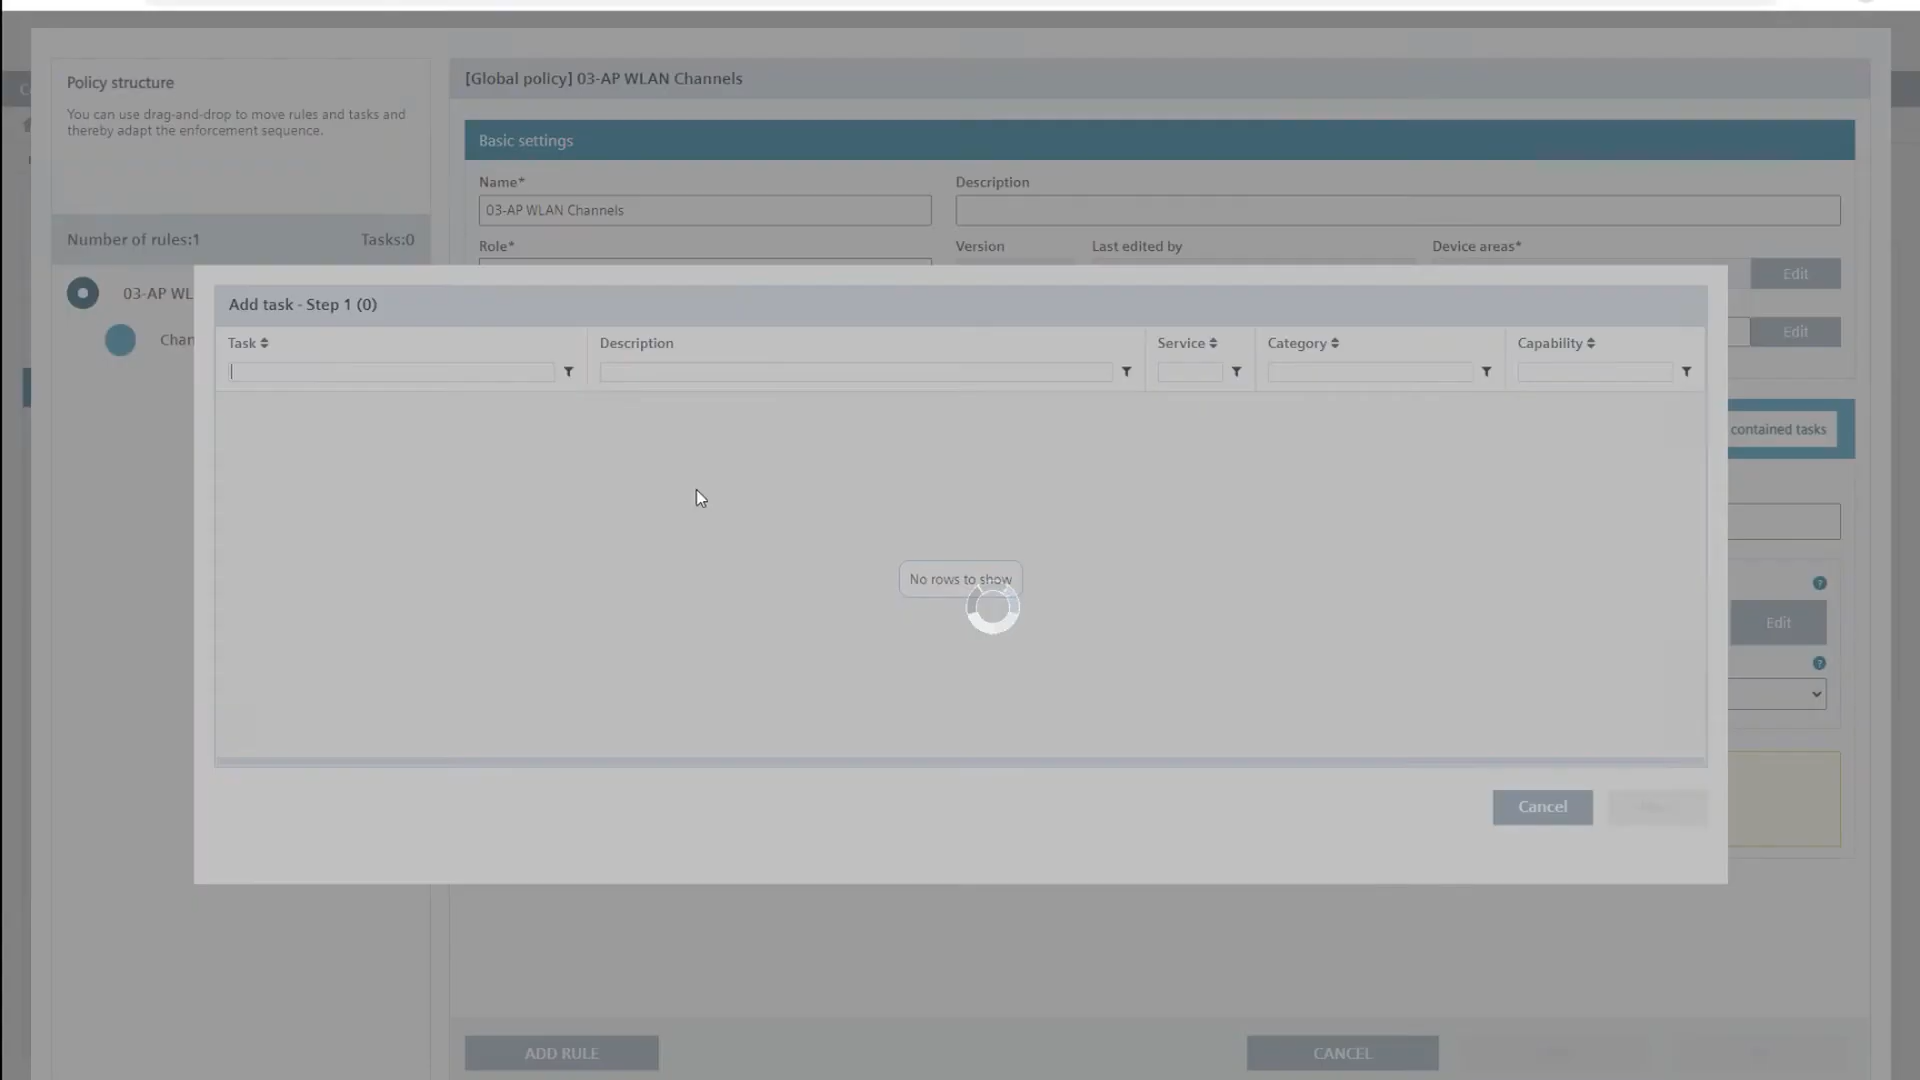 Policy structure
You can use drag-and-drop to move rules and tasks and
thereby adapt the enforcement sequence.
Number of rules:1
Tasks:0
03-AP WL
Chan
[Global policy] 03-AP WLAN Channels
Basic settings
Name*
Description
03-AP WLAN Channels
Role*
Version
Last edited by
Device areas*
Edit
Edit
contained tasks
Edit
Add task - Step 1 (0)
Task
Description
Service
Category
Capability
No rows to show
Cancel
ADD RULE
CANCEL